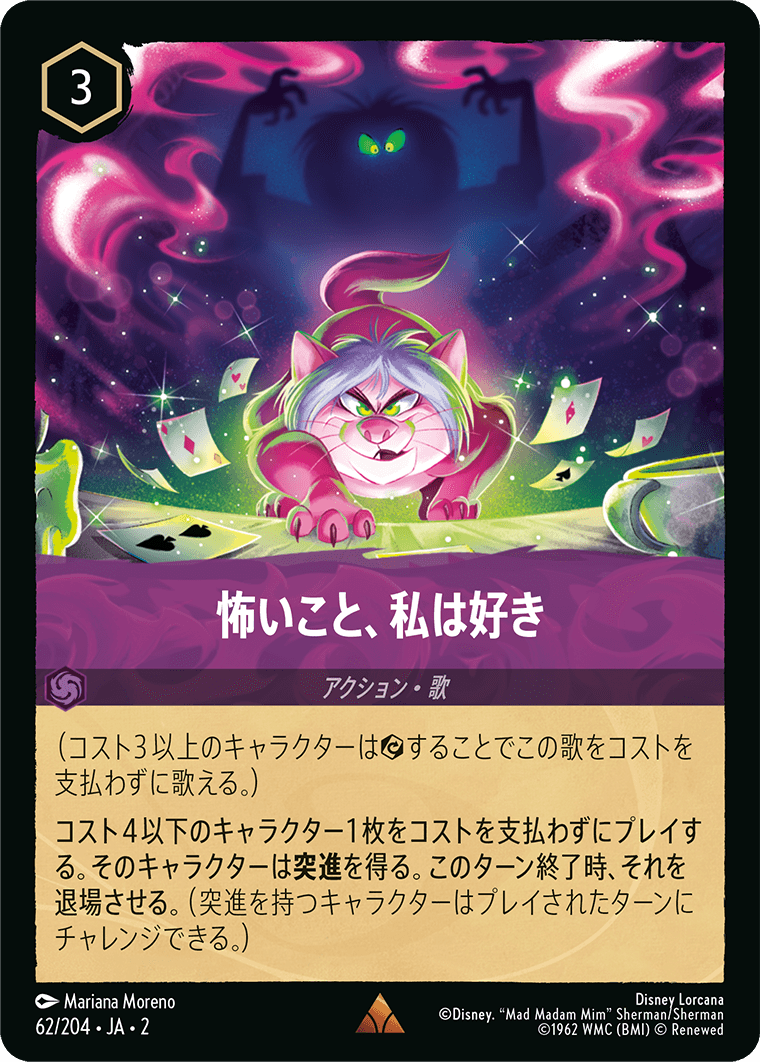 3
怖いこと、私は好き
アクション・歌
(コスト3以上のキャラクターはすることでこの歌をコストを
支払わずに歌える。)
コスト4以下のキャラクター1枚をコストを支払わずにプレイす
る。そのキャラクターは突進を得る。このターン終了時、それを
退場させる。(突進を持つキャラクターはプレイされたターンに
チャレンジできる。)
Mariana Moreno
62/204 • JA • 2
Disney Lorcana
©Disney. “Mad Madam Mim” Sherman/Sherman
©1962 WMC (BMI) © Renewed